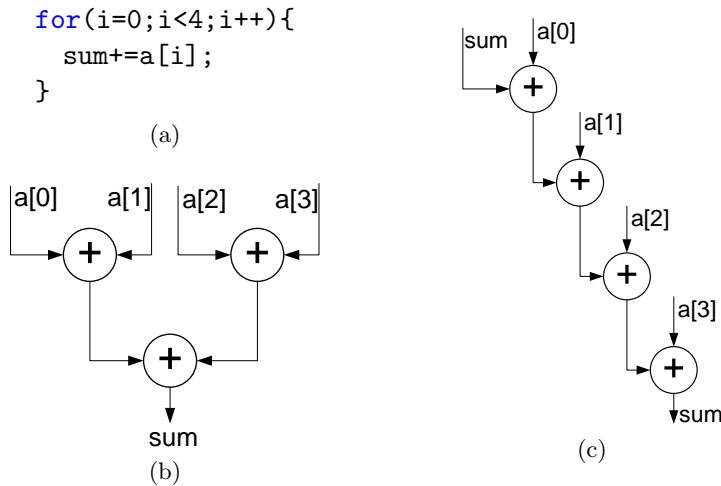 for(i=0;i<4;i++){
sum+=a[i];
}
(a)
a[0] a[1] a[2] a[3]
+ +
+
sum
(b)
sum a[0]
+
a[1]
+
a[2]
+
a[3]
+
sum
(c)